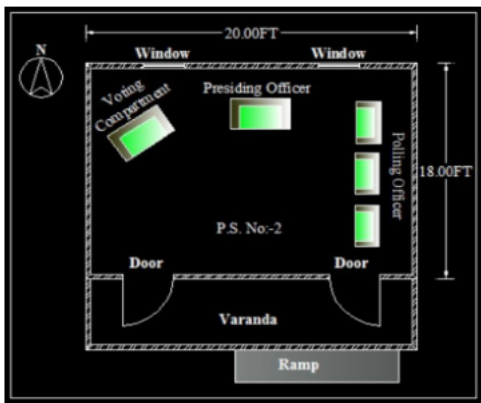 20.00FT
N
Window
Window
Voting
Compartment
Presiding Officer
Polling Officer
18.00FT
P.S. No:-2
Door
Door
Varanda
Ramp